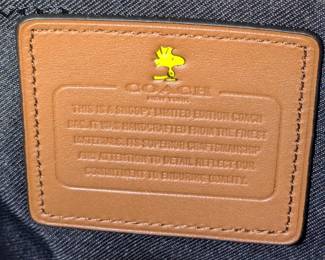 COACH
NEW YORK
THIS IS A SNOOPY LIMITED EDITION COACH
BAG. IT WAS HANDCRAFTED FROM THE FINEST
MATERIALS. ITS SUPERIOR CRAFTSMANSHIP
AND ATTENTION TO DETAIL REFLECT OUR
COMMITMENT TO ENDURING QUALITY.